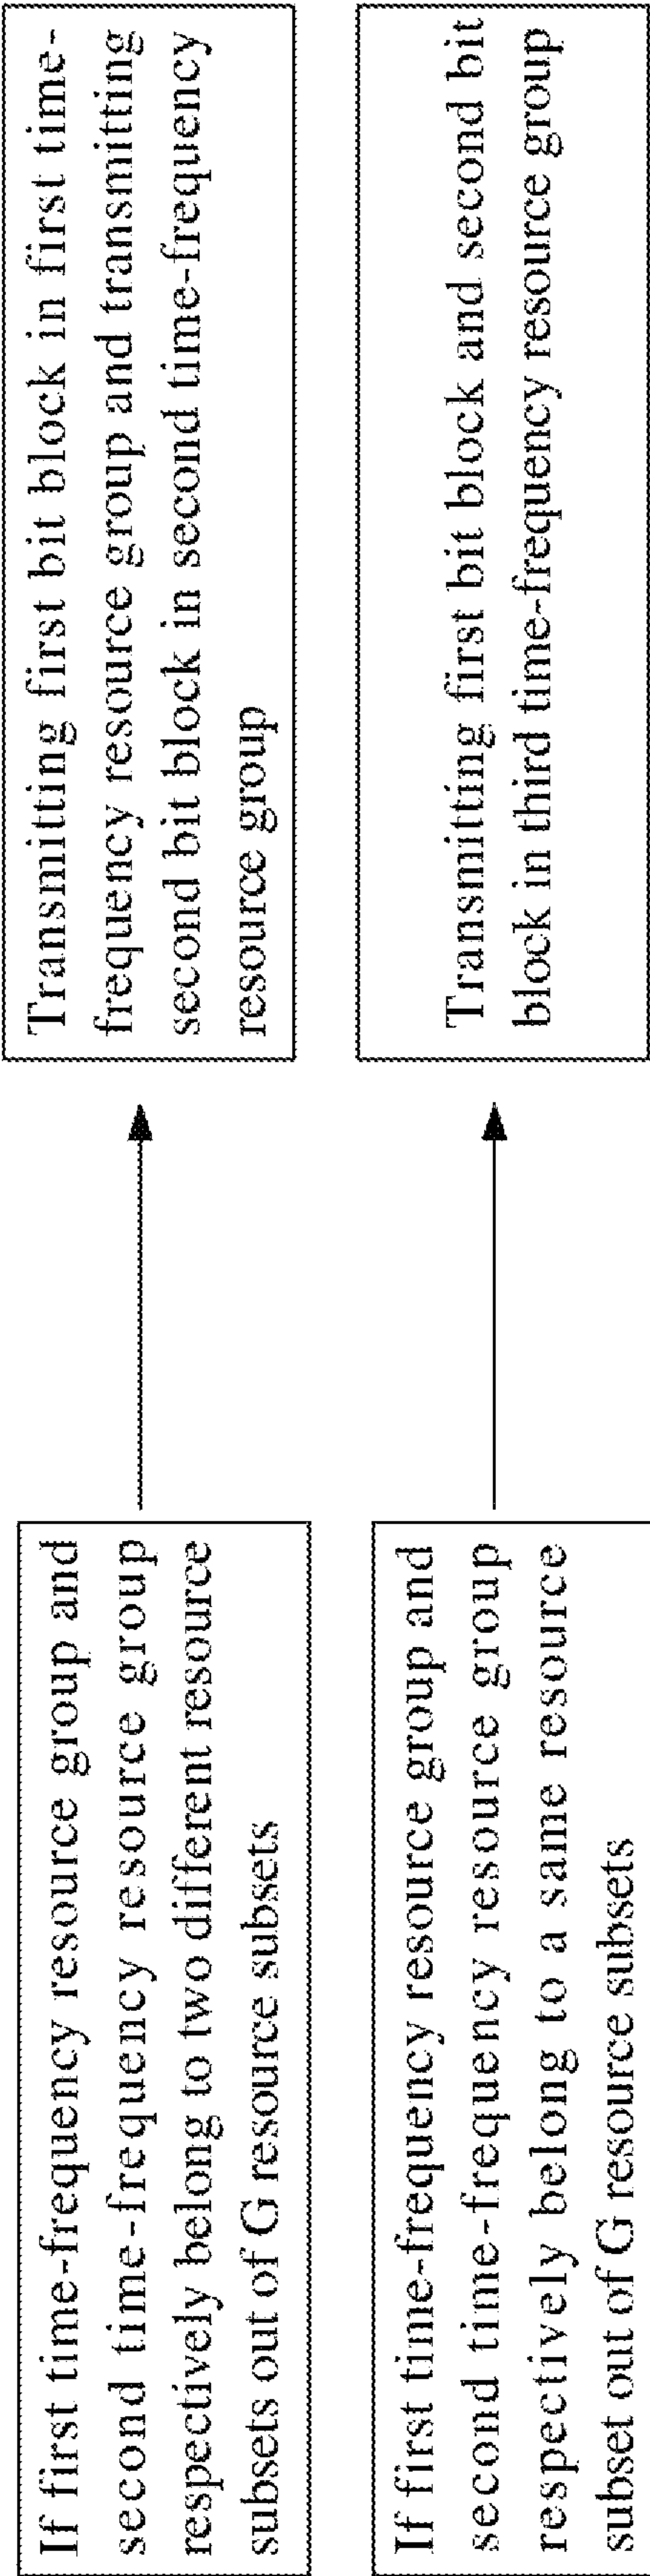 If first time-frequency resource group and
second time-frequency resource group
respectively belong to two different resource
subsets out of G resource subsets
Transmitting first bit block in first time-
frequency resource group and transmitting
second bit block in second time-frequency
resource group
If first time-frequency resource group and
second time-frequency resource group
respectively belong to a same resource
subset out of G resource subsets
Transmitting first bit block and second bit
block in third time-frequency resource group